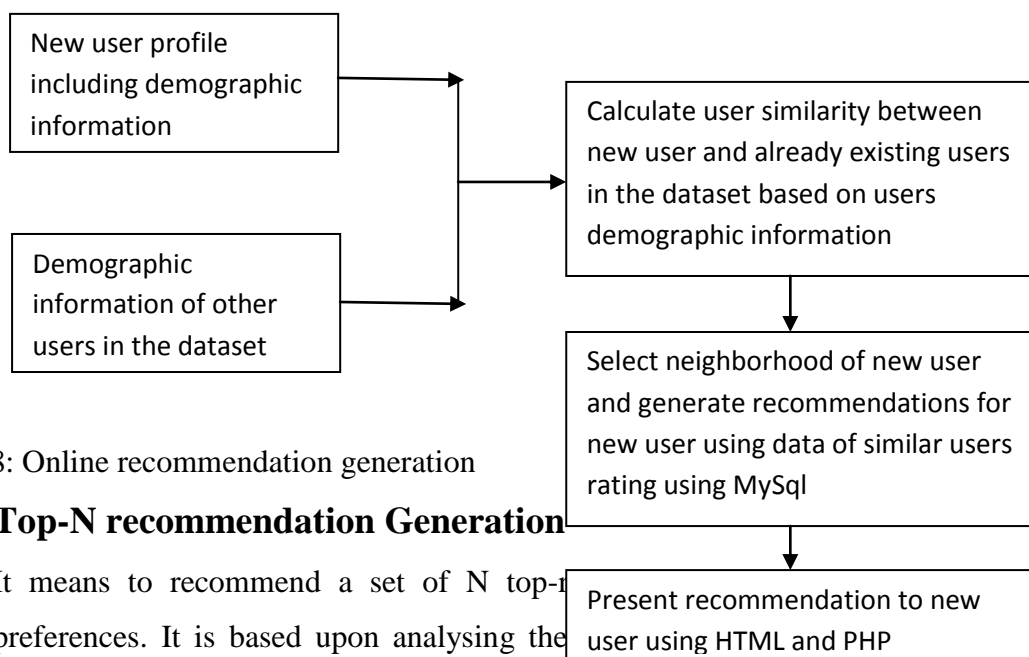 New user profile
including demographic
information
Demographic
information of other
users in the dataset
Calculate user similarity between
new user and already existing users
in the dataset based on users
demographic information
Select neighborhood of new user
and generate recommendations for
new user using data of similar users
rating using MySql
Present recommendation to new
user using HTML and PHP
8: Online recommendation generation
Top-N recommendation Generation
It means to recommend a set of N
preferences. It is based upon analysing the